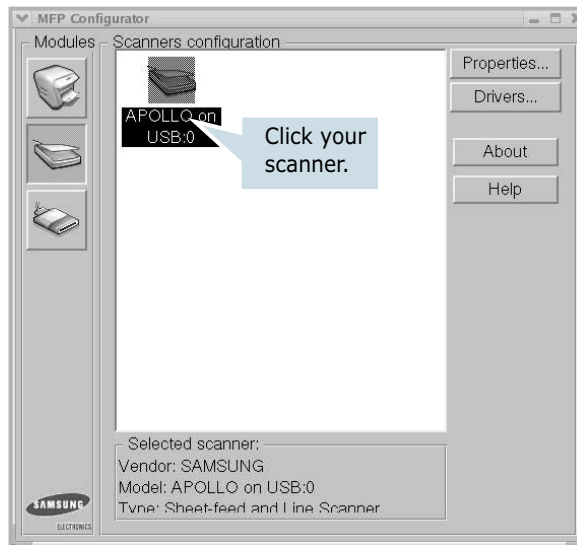 MFP Configurator
Modules
Scanners configuration
APOLLO on
USB:0
Click your
scanner.
Properties...
Drivers...
About
Help
Selected scanner:
Vendor: SAMSUNG
Model: APOLLO on USB:0
Type: Sheet-feed and Line Scanner
SAMSUNG
ELECTRONICS